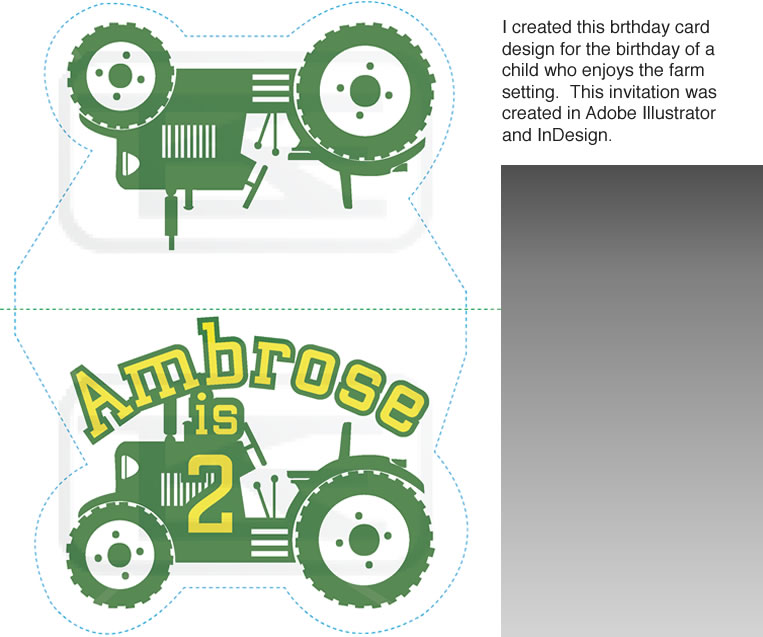 I created this brthday card
design for the birthday of a
child who enjoys the farm
setting.  This invitation was
created in Adobe Illustrator
and InDesign.
Ambrose
is
2